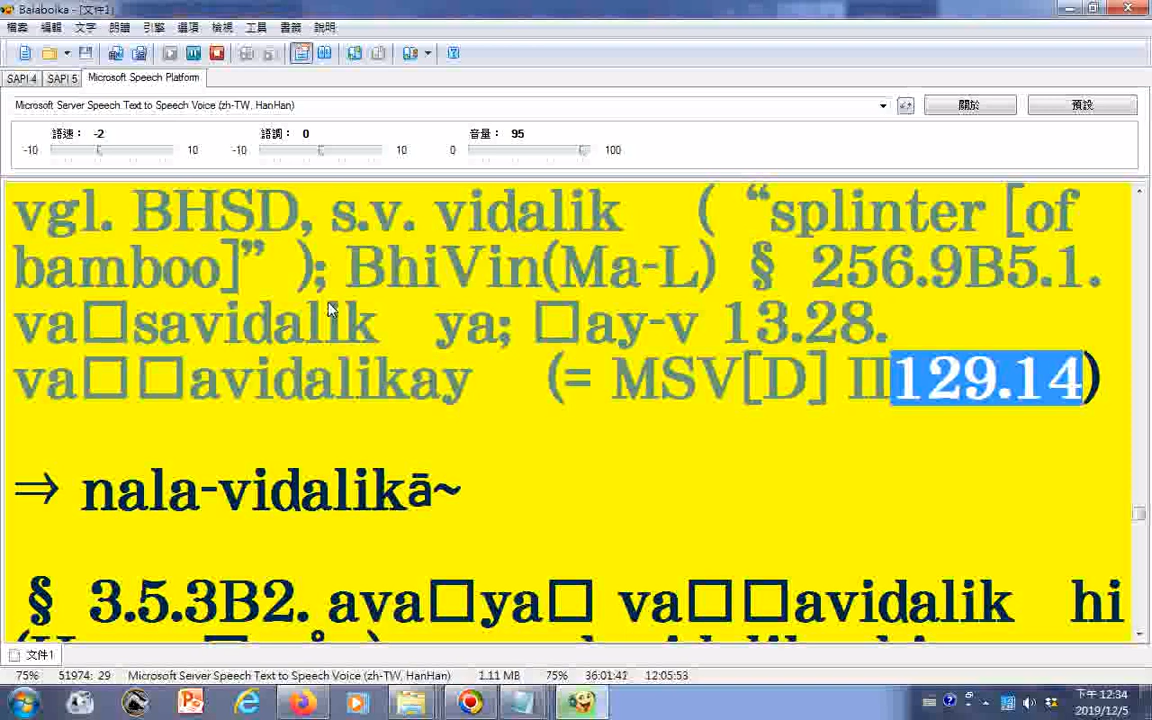 Balabolka - [文件1]
檔案 編輯 文字 朗讀 引擎 選項 檢視 工具 書籤 說明
SAPI 4 SAPI 5 Microsoft Speech Platform
Microsoft Server Speech Text to Speech Voice (zh-TW, HanHan) 關於 預設
語速： -2 語調： 0 音量： 95
-10 10 -10 10 0 100
vgl. BHSD, s.v. vidalik ( “splinter [of
bamboo]” ); BhiVin(Ma-L) § 256.9B5.1.
va□savidalik ya; □ay-v 13.28.
va□□avidalikay (= MSV[D] II129.14)
⇒ nala-vidalikā~
§ 3.5.3B2. ava□ya□ va□□avidalik hi
文件1
75% 51974: 29 Microsoft Server Speech Text to Speech Voice (zh-TW, HanHan) 1.11 MB 75% 36:01:42 12:05:53
下午 12:34
2019/12/5